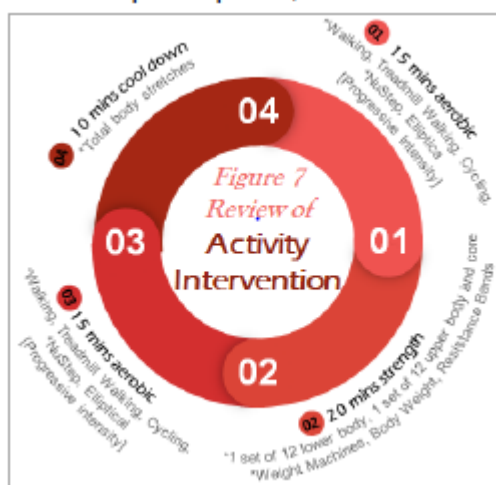 Figure 7
Review of
Activity
Intervention
01
02
03
04
01 15 mins aerobic
*Walking, Treadmill Walking, Cycling,
*NuStep, Elliptica
[Progressive Intensity]
02 20 mins strength
*1 set of 12 lower body, 1 set of 12 upper body and core
*Weight Machines, Body Weight, Resistance Bands
03 15 mins aerobic
*Walking, Treadmill Walking, Cycling,
*NuStep, Elliptical
[Progressive Intensity]
04 10 mins cool down
*Total body stretches